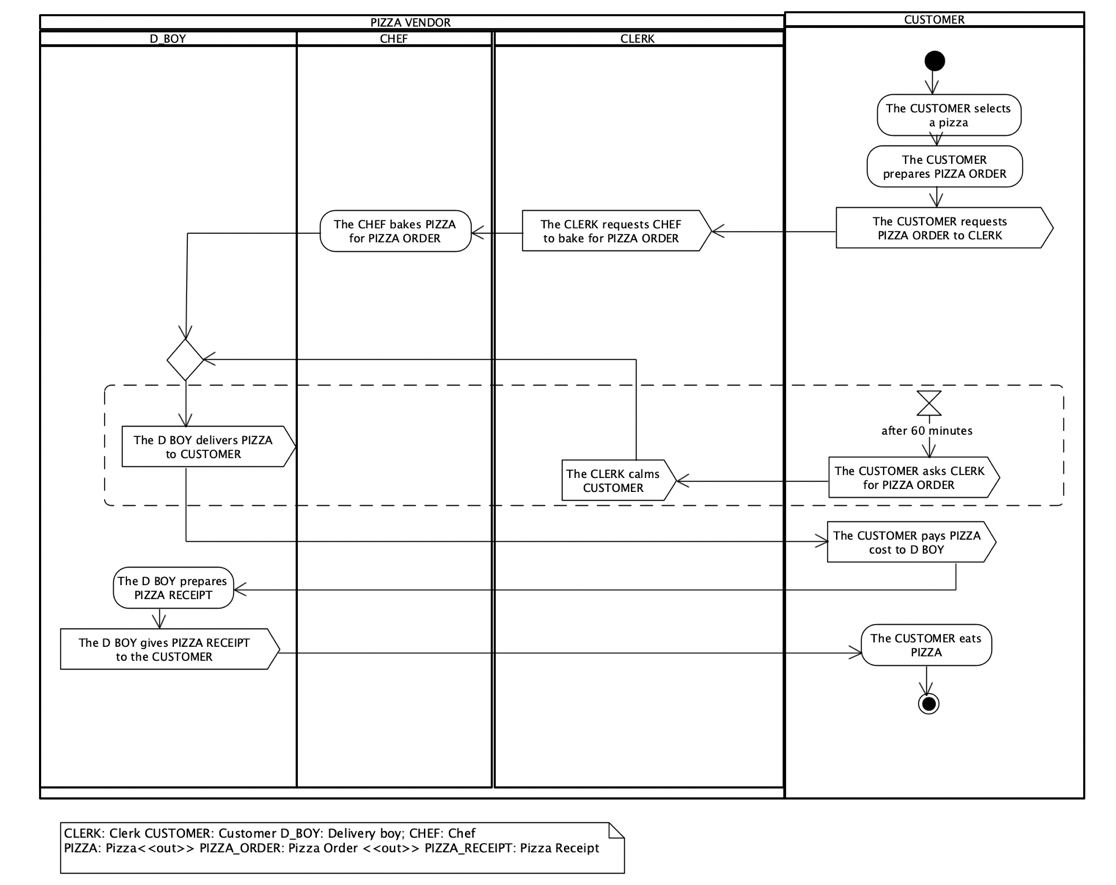 PIZZA VENDOR
CUSTOMER
D_BOY
CHEF
CLERK
The CUSTOMER selects
a pizza
The CUSTOMER
prepares PIZZA ORDER
The CUSTOMER requests
PIZZA ORDER to CLERK
The CLERK requests CHEF
to bake for PIZZA ORDER
The CHEF bakes PIZZA
for PIZZA ORDER
after 60 minutes
The D BOY delivers PIZZA
to CUSTOMER
The CUSTOMER asks CLERK
for PIZZA ORDER
The CLERK calms
CUSTOMER
The CUSTOMER pays PIZZA
cost to D BOY
The D BOY prepares
PIZZA RECEIPT
The D BOY gives PIZZA RECEIPT
to the CUSTOMER
The CUSTOMER eats
PIZZA
CLERK: Clerk CUSTOMER: Customer D_BOY: Delivery boy; CHEF: Chef
PIZZA: Pizza<<out>> PIZZA_ORDER: Pizza Order <<out>> PIZZA_RECEIPT: Pizza Receipt